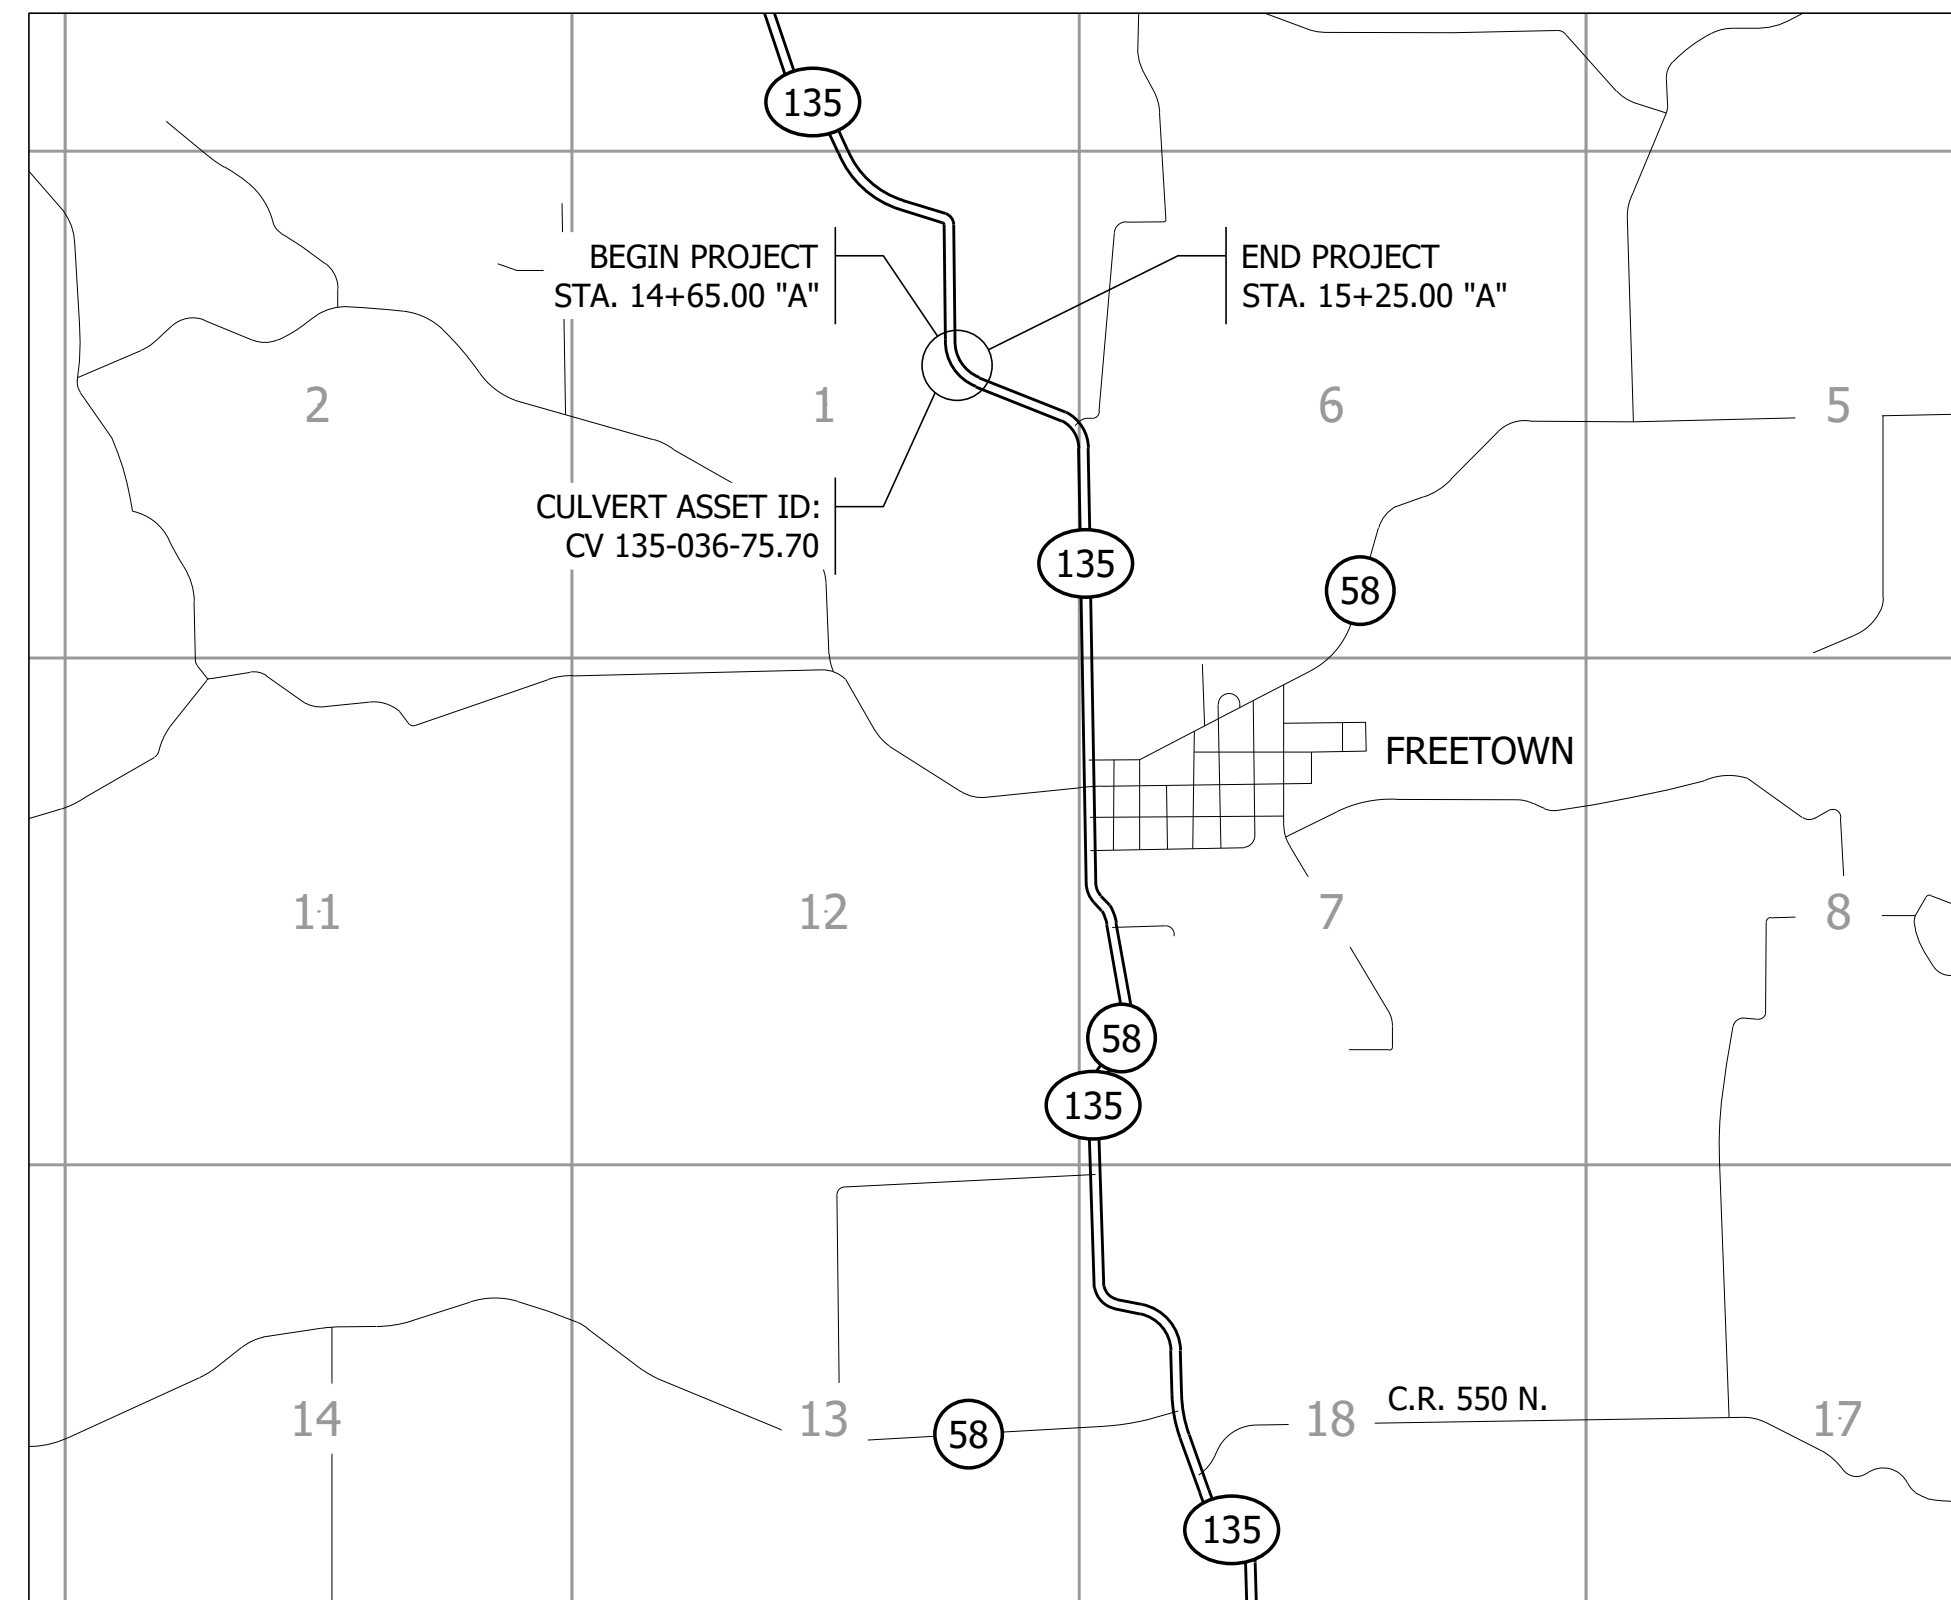 135
BEGIN PROJECT
STA. 14+65.00 "A"
END PROJECT
STA. 15+25.00 "A"
2
1
6
5
CULVERT ASSET ID:
CV 135-036-75.70
135
58
FREETOWN
11
12
7
8
58
135
14
13
58
18
C.R. 550 N.
17
135